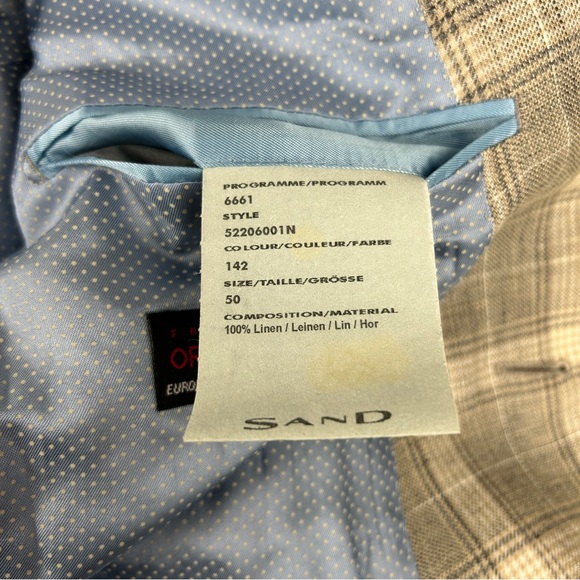 PROGRAMME/PROGRAMM
6661
STYLE
52206001N
COLOUR/COULEUR/FARBE
142
SIZE/TAILLE/GRÖSSE
50
COMPOSITION/MATERIAL
100% Linen / Leinen / Lin / Hor
SAND